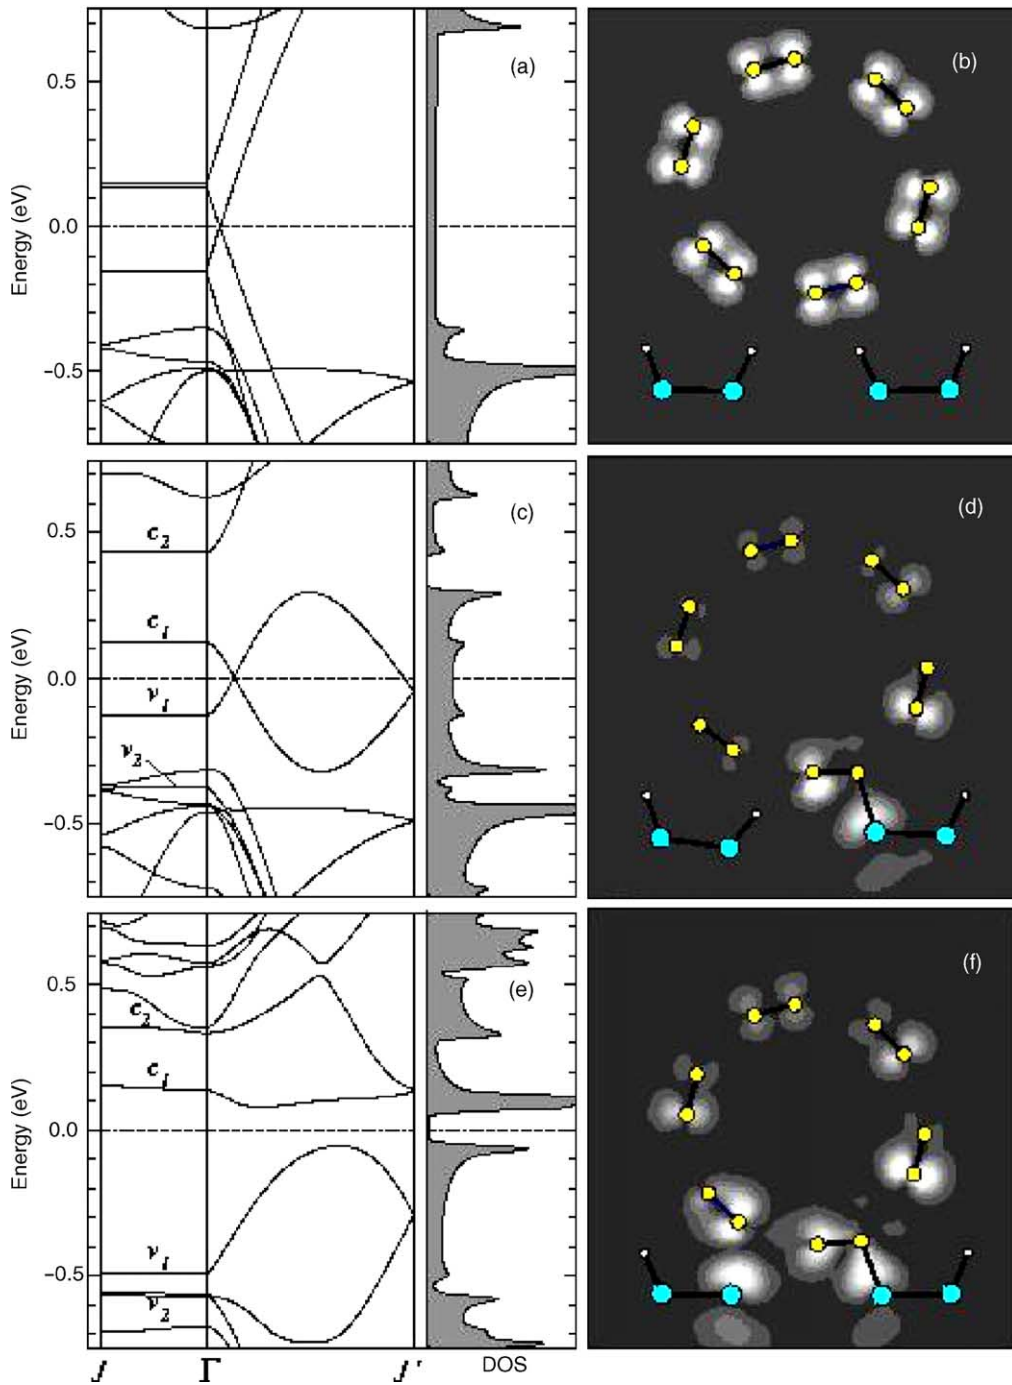 0.5
0.0
−0.5
Energy (eV)
(a)
(b)
0.5
0.0
−0.5
Energy (eV)
c2
c1
v1
v2
(c)
(d)
0.5
0.0
−0.5
Energy (eV)
c2
c1
v1
v2
(e)
(f)
J Γ J' DOS